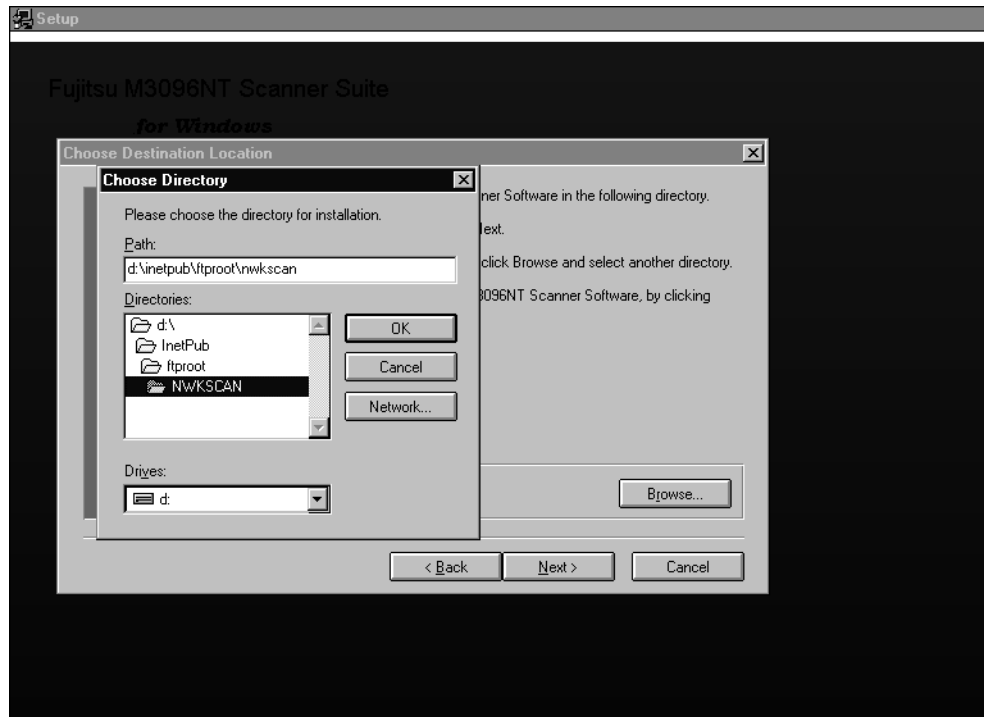 Setup
Fujitsu M3096NT Scanner Suite
for Windows
Choose Destination Location
Choose Directory
Please choose the directory for installation.
Path:
d:\inetpub\ftproot\nwkscan
Directories:
d:\
InetPub
ftproot
NWKSCAN
OK
Cancel
Network...
Drives:
d:
ner Software in the following directory.
click Browse and select another directory.
3096NT Scanner Software, by clicking
Browse...
< Back
Next >
Cancel